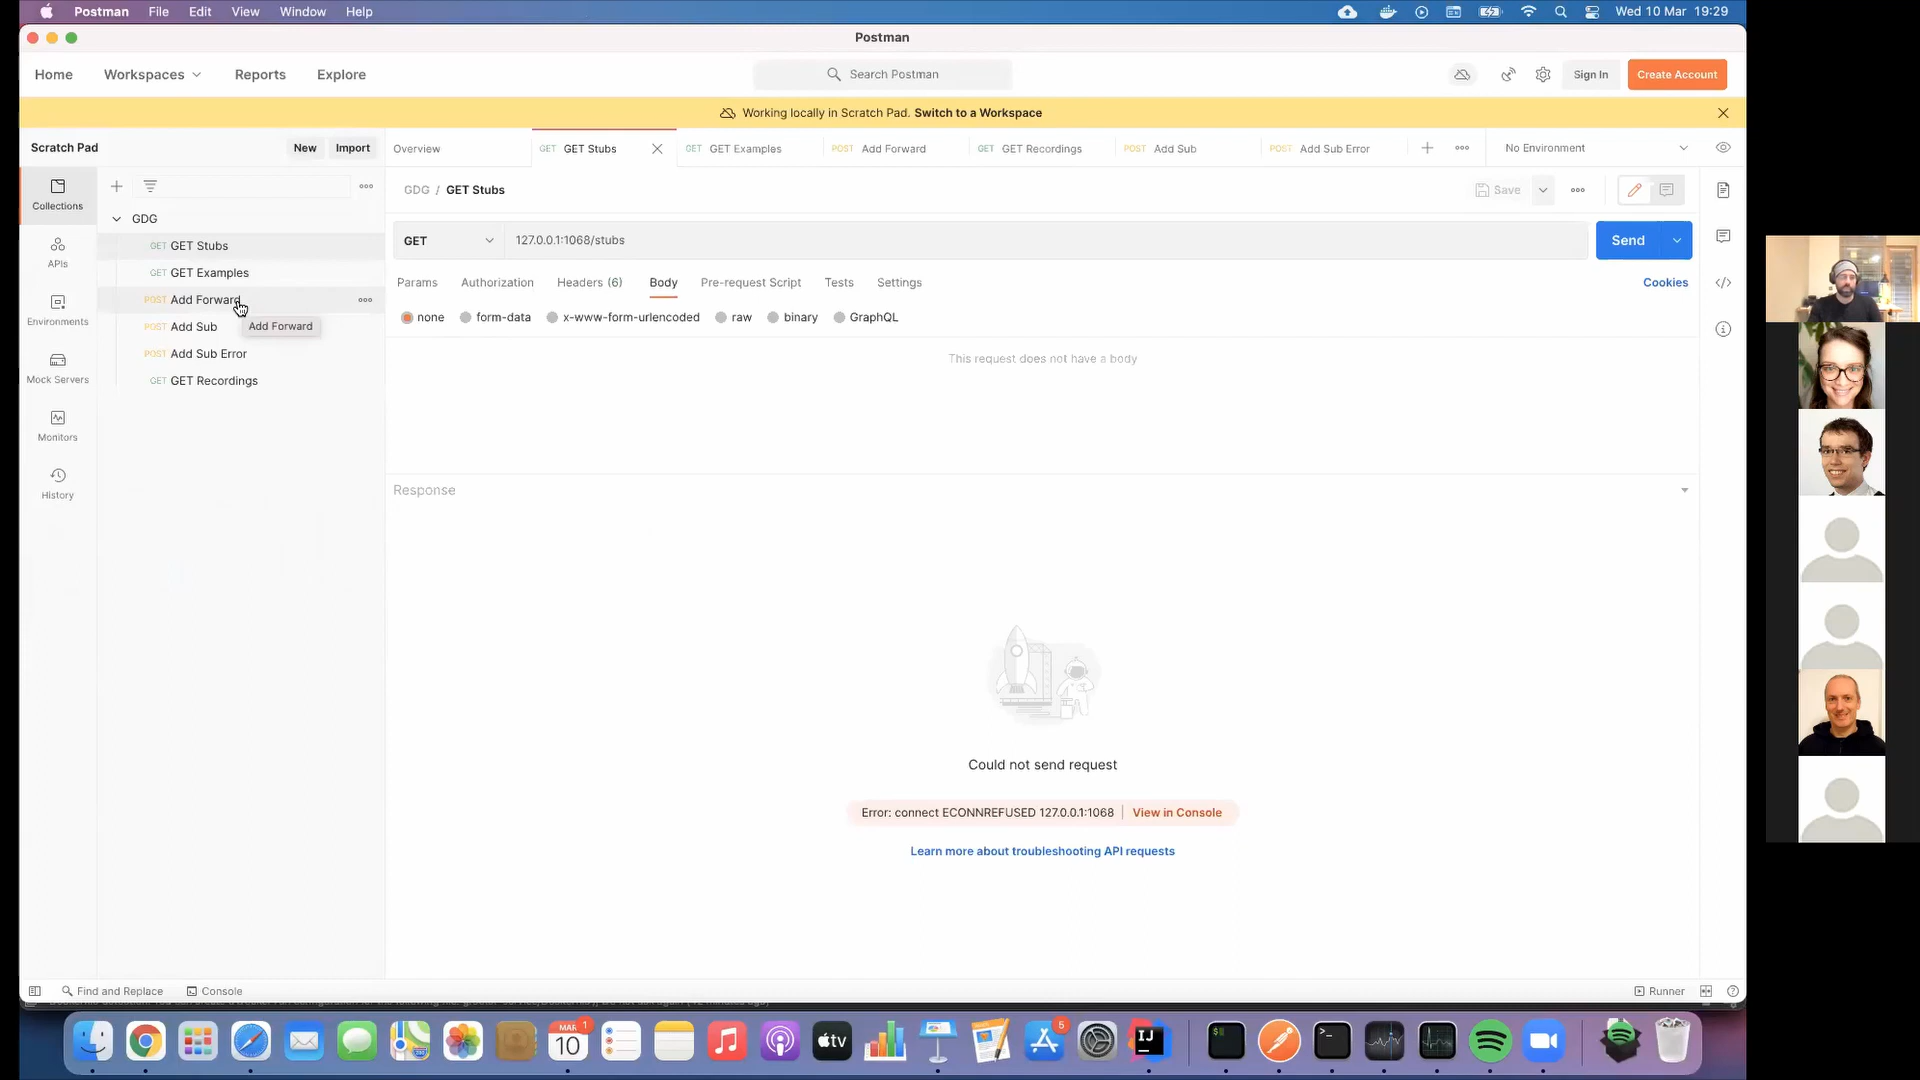 Postman File Edit View Window Help Wed 10 Mar 19:29
Postman
Home Workspaces Reports Explore Search Postman Sign In Create Account
Working locally in Scratch Pad. Switch to a Workspace
Scratch Pad New Import
Overview GET GET Stubs GET GET Examples POST Add Forward GET GET Recordings POST Add Sub POST Add Sub Error No Environment
Collections
APIs
Environments
Mock Servers
Monitors
History
GDG
GET GET Stubs
GET GET Examples
POST Add Forward
POST Add Sub
Add Forward
POST Add Sub Error
GET GET Recordings
GDG / GET Stubs Save
GET 127.0.0.1:1068/stubs Send
Params Authorization Headers (6) Body Pre-request Script Tests Settings Cookies
none form-data x-www-form-urlencoded raw binary GraphQL
This request does not have a body
Response
Could not send request
Error: connect ECONNREFUSED 127.0.0.1:1068 View in Console
Learn more about troubleshooting API requests
Find and Replace Console Runner
MAR 1
10
tv
5
IJ